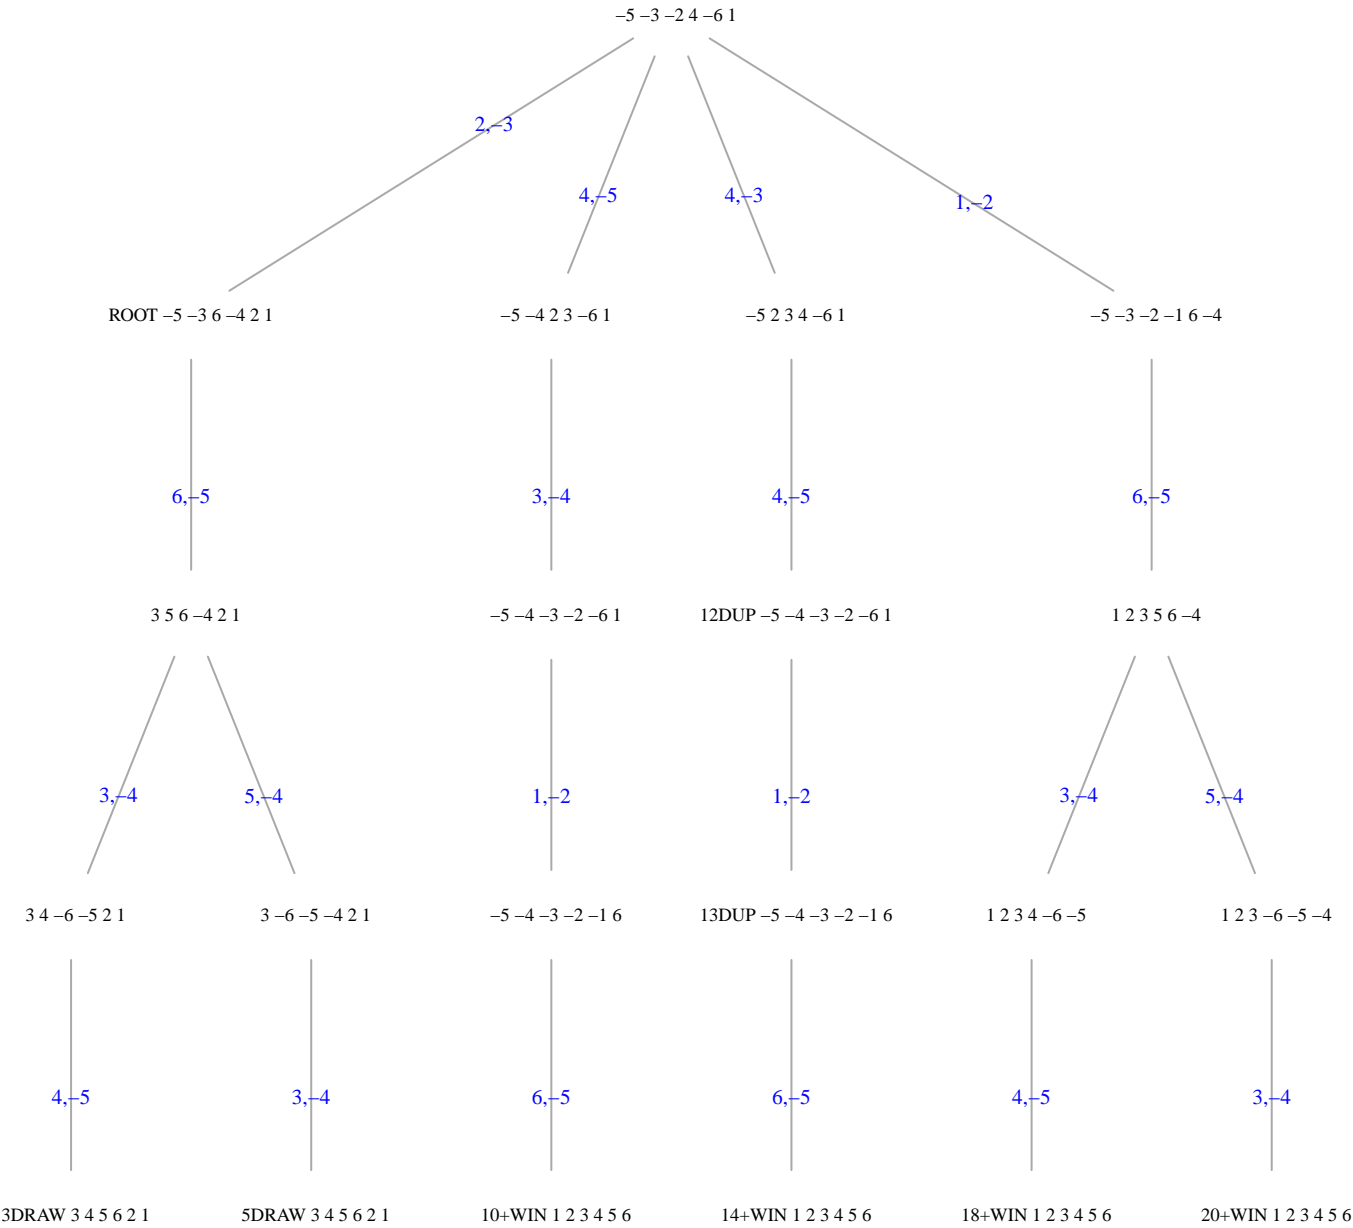 –5 –3 –2 4 –6 1
2,–3
4,–5
4,–3
1,–2
ROOT –5 –3 6 –4 2 1
–5 –4 2 3 –6 1
–5 2 3 4 –6 1
–5 –3 –2 –1 6 –4
6,–5
3,–4
4,–5
6,–5
3 5 6 –4 2 1
–5 –4 –3 –2 –6 1
12DUP –5 –4 –3 –2 –6 1
1 2 3 5 6 –4
3,–4
5,–4
1,–2
1,–2
3,–4
5,–4
3 4 –6 –5 2 1
3 –6 –5 –4 2 1
–5 –4 –3 –2 –1 6
13DUP –5 –4 –3 –2 –1 6
1 2 3 4 –6 –5
1 2 3 –6 –5 –4
4,–5
3,–4
6,–5
6,–5
4,–5
3,–4
3DRAW 3 4 5 6 2 1
5DRAW 3 4 5 6 2 1
10+WIN 1 2 3 4 5 6
14+WIN 1 2 3 4 5 6
18+WIN 1 2 3 4 5 6
20+WIN 1 2 3 4 5 6